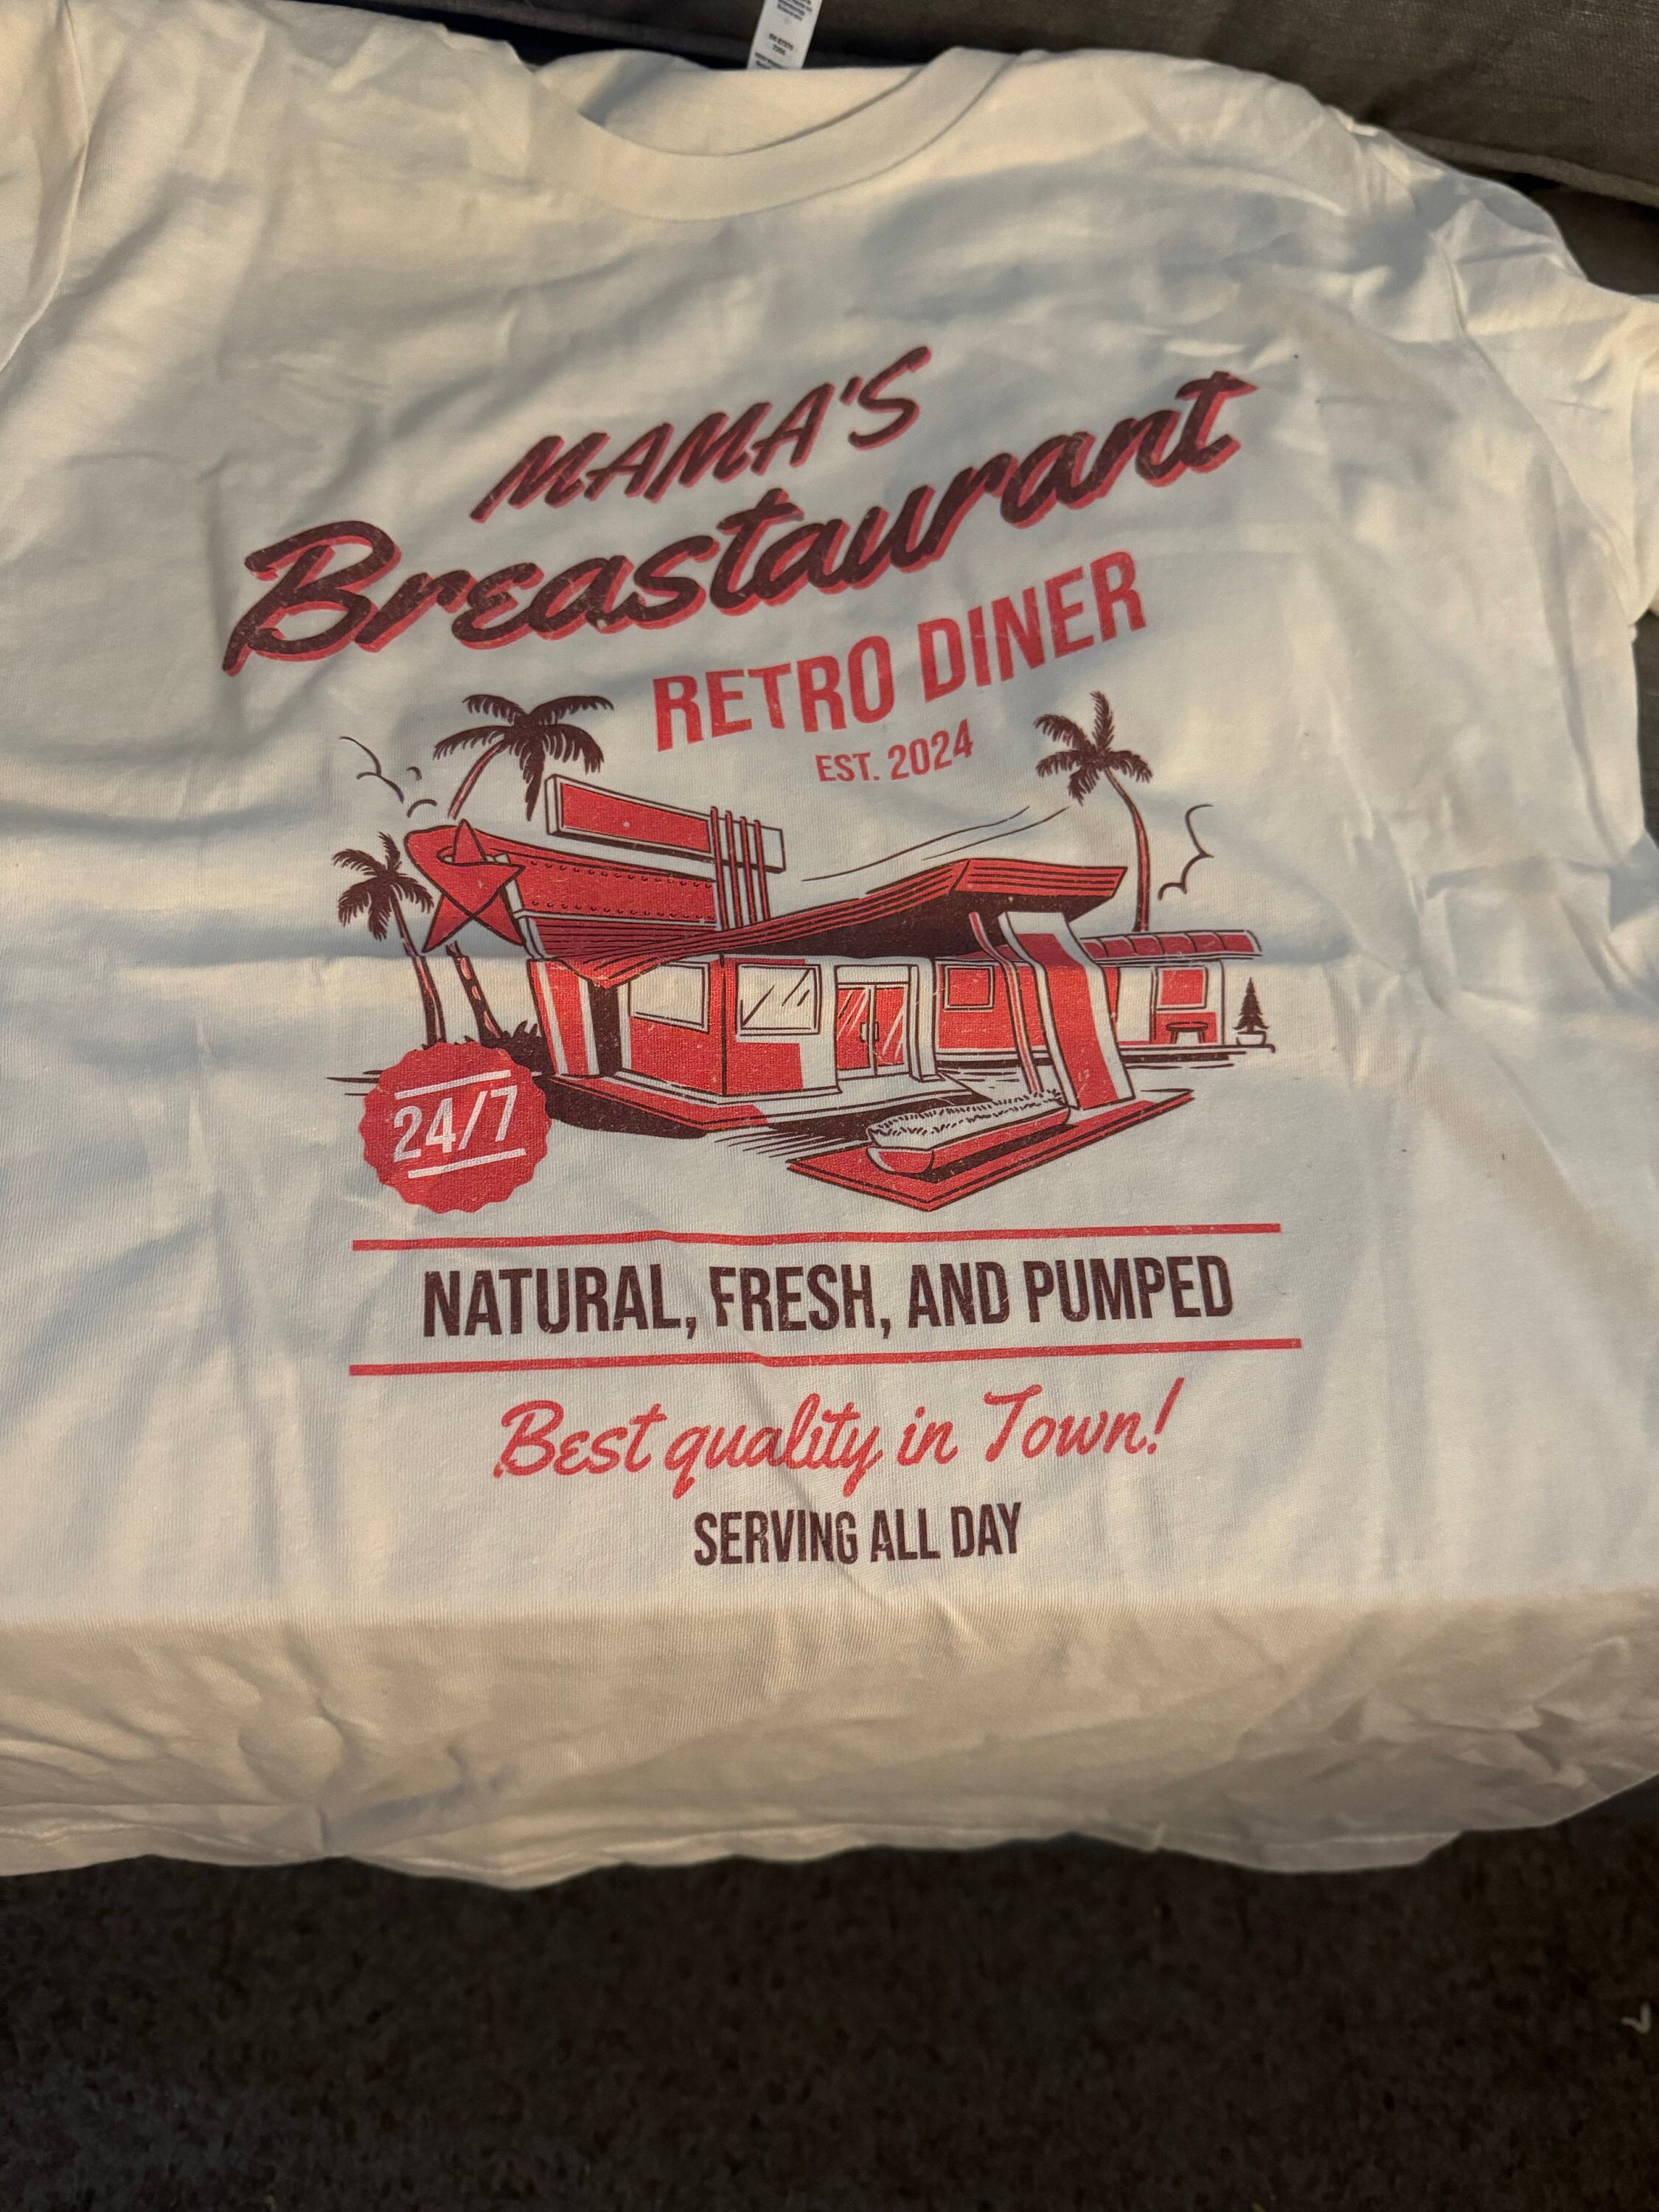 MAMA'S
Breastaurant
RETRO DINER
EST. 2024
24/7
NATURAL, FRESH, AND PUMPED
Best quality in Town!
SERVING ALL DAY